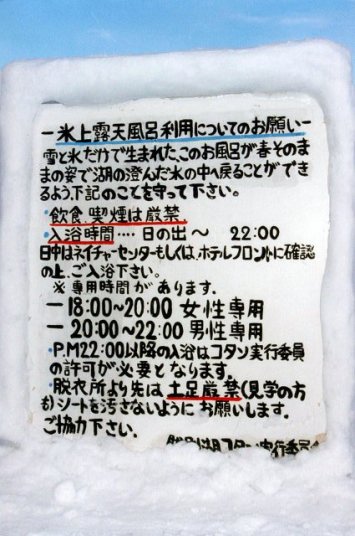 ー氷上露天風呂利用についてのお願いー
雪と氷だけで生まれた、このお風呂が春そのま
まの姿で湖の澄んだ水の中へ戻ることができ
るよう、下記のことを守って下さい。
・飲食、喫煙は厳禁
・入浴時間‥‥日の出〜 22:00
日中はネイチャーセンターもしくは、ホテルフロントに確認
の上、ご入浴下さい。
※専用時間があります。
ー18:00~20:00 女性専用
ー20:00~22:00 男性専用
・P.M22:00以降の入浴はコタン実行委員
の許可が必要となります。
・脱衣所より先は土足厳禁(見学の方
も)シートを汚さないようにお願いします。
ご協力下さい。
コタン実行委員会